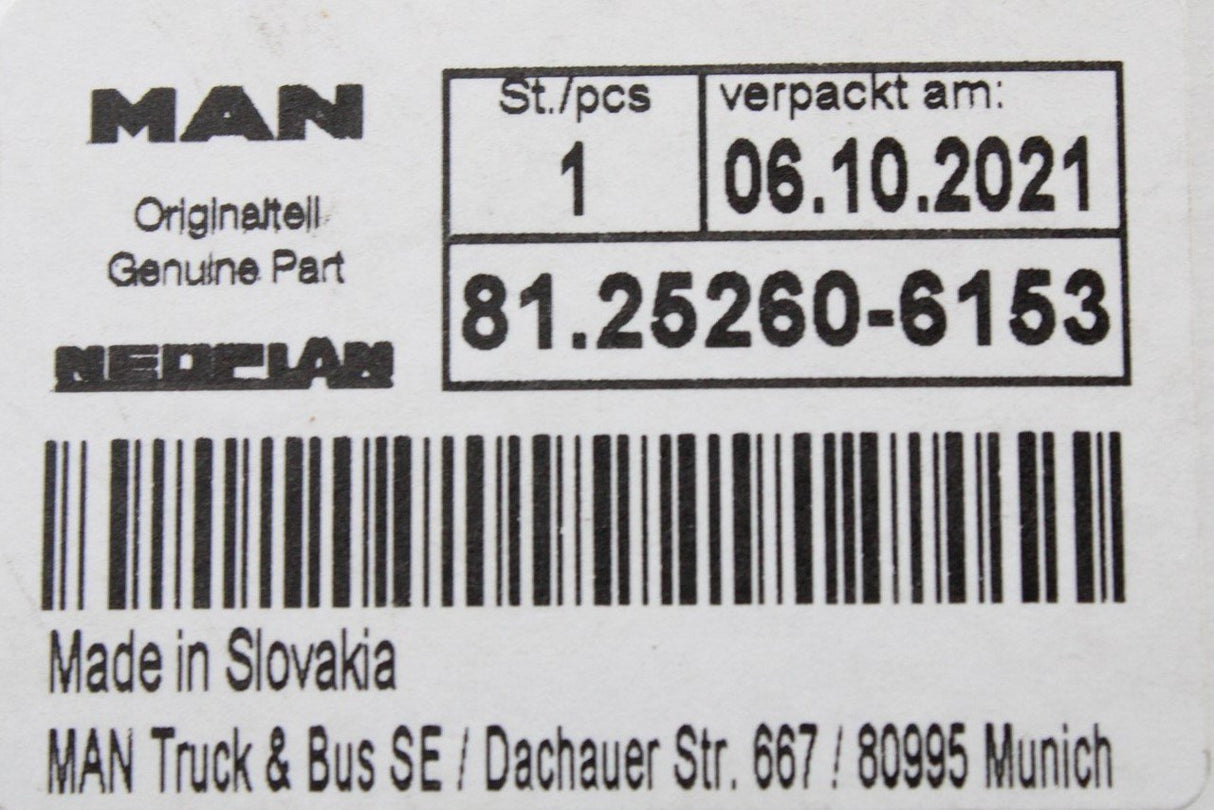 MAN
Originalteil
Genuine Part
NEOPLAN
St./pcs
1
verpackt am:
06.10.2021
81.25260-6153
Made in Slovakia
MAN Truck & Bus SE / Dachauer Str. 667 / 80995 Munich